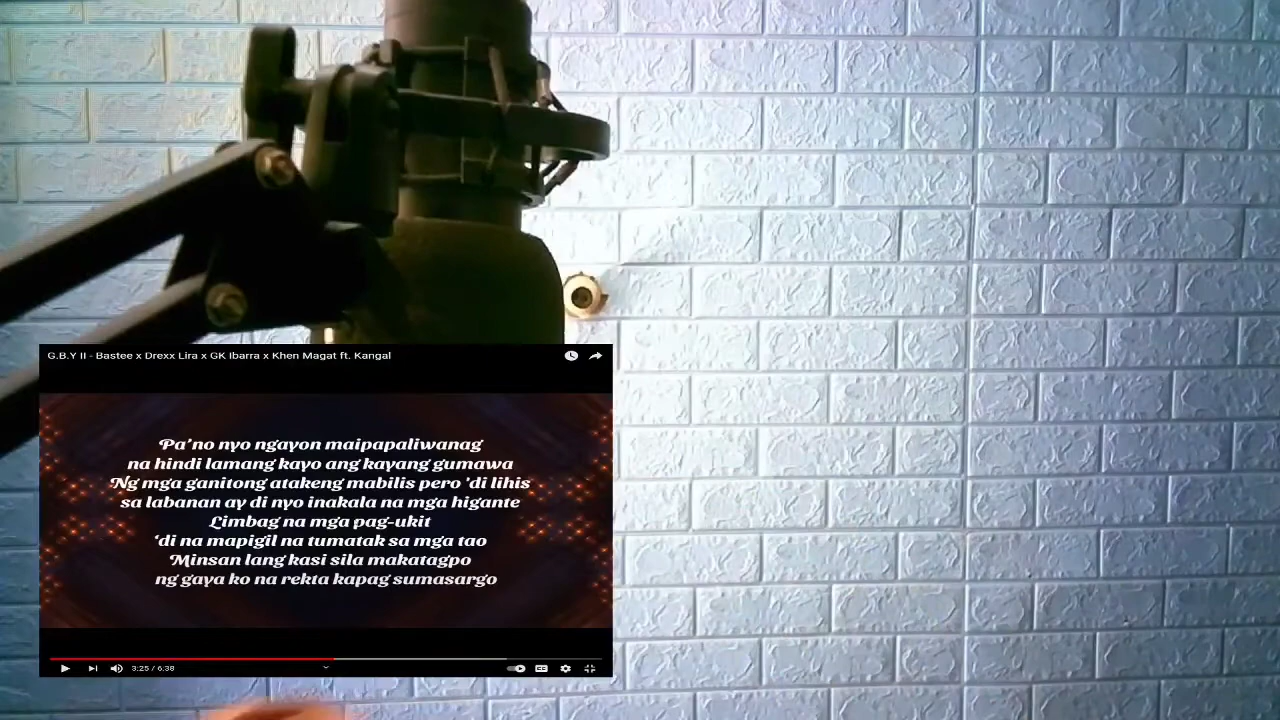 G.B.Y II - Bastee x Drexx Lira x GK Ibarra x Khen Magat ft. Kangal
Pa'no nyo ngayon maipapaliwanag
na hindi lamang kayo ang kayang gumawa
Ng mga ganitong atakeng mabilis pero 'di lihis
sa labanan ay di nyo inakala na mga higante
Limbag na mga pag-ukit
'di na mapigil na tumatak sa mga tao
Minsan lang kasi sila makatagpo
ng gaya ko na rekta kapag sumasargo
3:25 / 6:38
CC